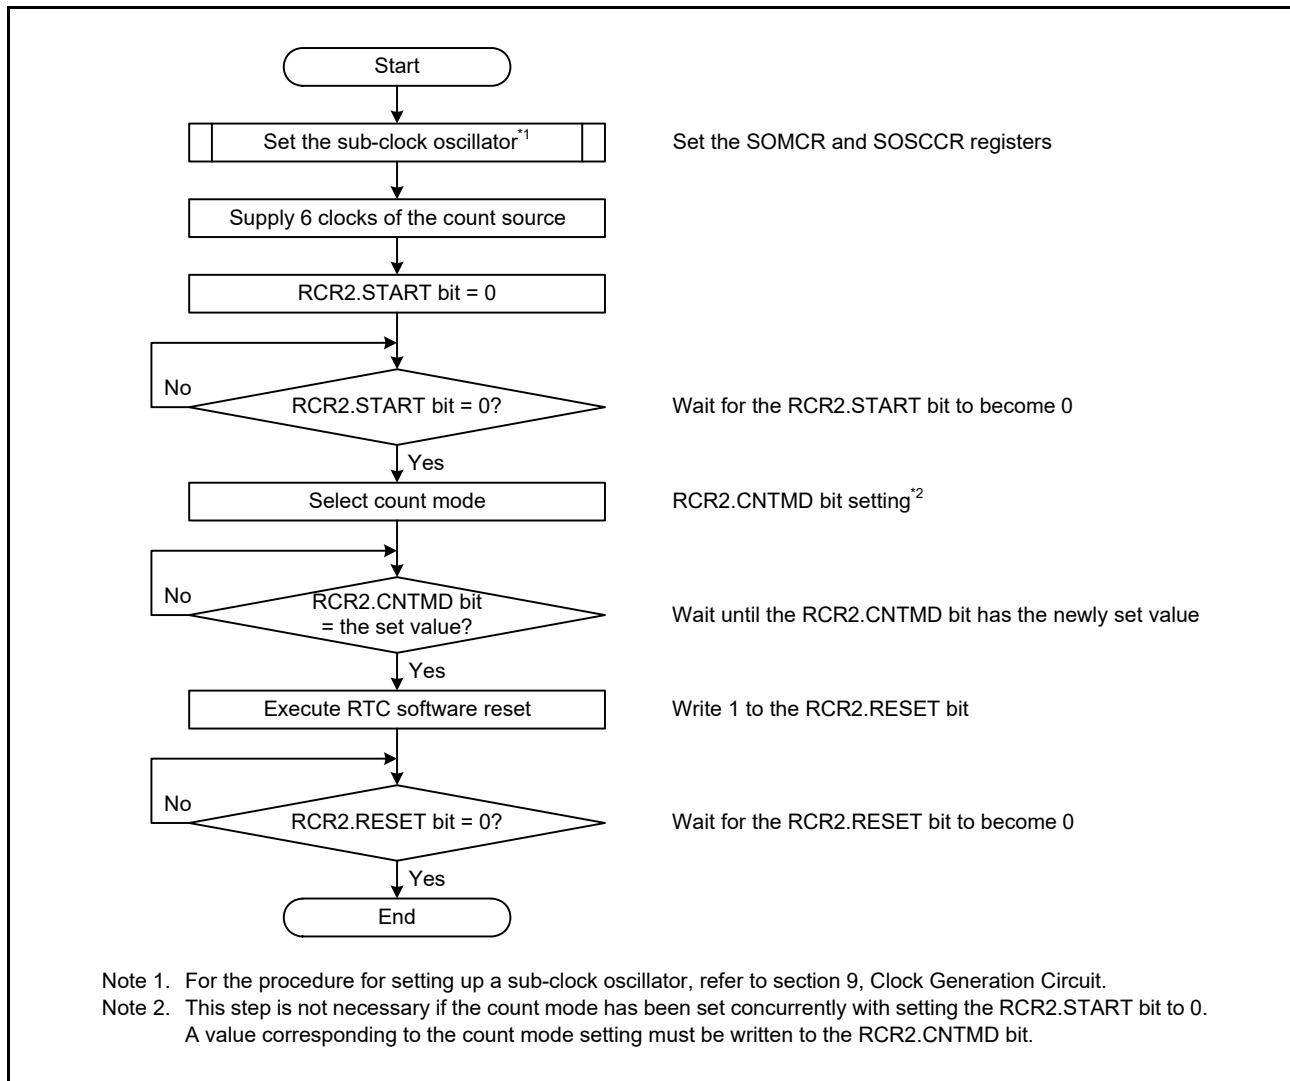 Start
Set the sub-clock oscillator*1
Set the SOMCR and SOSCCR registers
Supply 6 clocks of the count source
RCR2.START bit = 0
No
RCR2.START bit = 0?
Wait for the RCR2.START bit to become 0
Yes
Select count mode
RCR2.CNTMD bit setting*2
No
RCR2.CNTMD bit
= the set value?
Wait until the RCR2.CNTMD bit has the newly set value
Yes
Execute RTC software reset
Write 1 to the RCR2.RESET bit
No
RCR2.RESET bit = 0?
Wait for the RCR2.RESET bit to become 0
Yes
End
Note 1. For the procedure for setting up a sub-clock oscillator, refer to section 9, Clock Generation Circuit.
Note 2. This step is not necessary if the count mode has been set concurrently with setting the RCR2.START bit to 0.
A value corresponding to the count mode setting must be written to the RCR2.CNTMD bit.